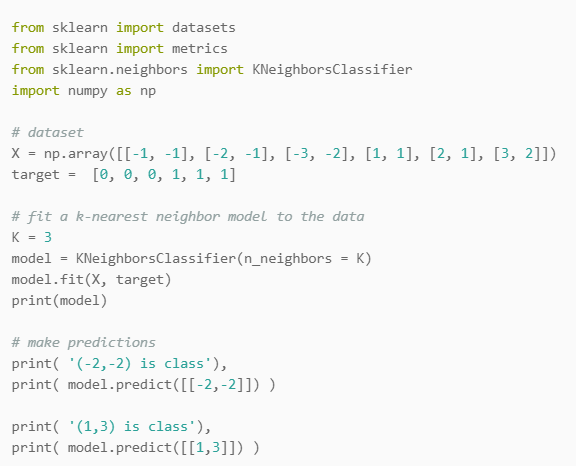 from sklearn import datasets
from sklearn import metrics
from sklearn.neighbors import KNeighborsClassifier
import numpy as np
# dataset
X = np.array([[-1, -1], [-2, -1], [-3, -2], [1, 1], [2, 1], [3, 2]])
target =  [0, 0, 0, 1, 1, 1]
# fit a k-nearest neighbor model to the data
K = 3
model = KNeighborsClassifier(n_neighbors = K)
model.fit(X, target)
print(model)
# make predictions
print( '(-2,-2) is class'),
print( model.predict([[-2,-2]]) )
print( '(1,3) is class'),
print( model.predict([[1,3]]) )